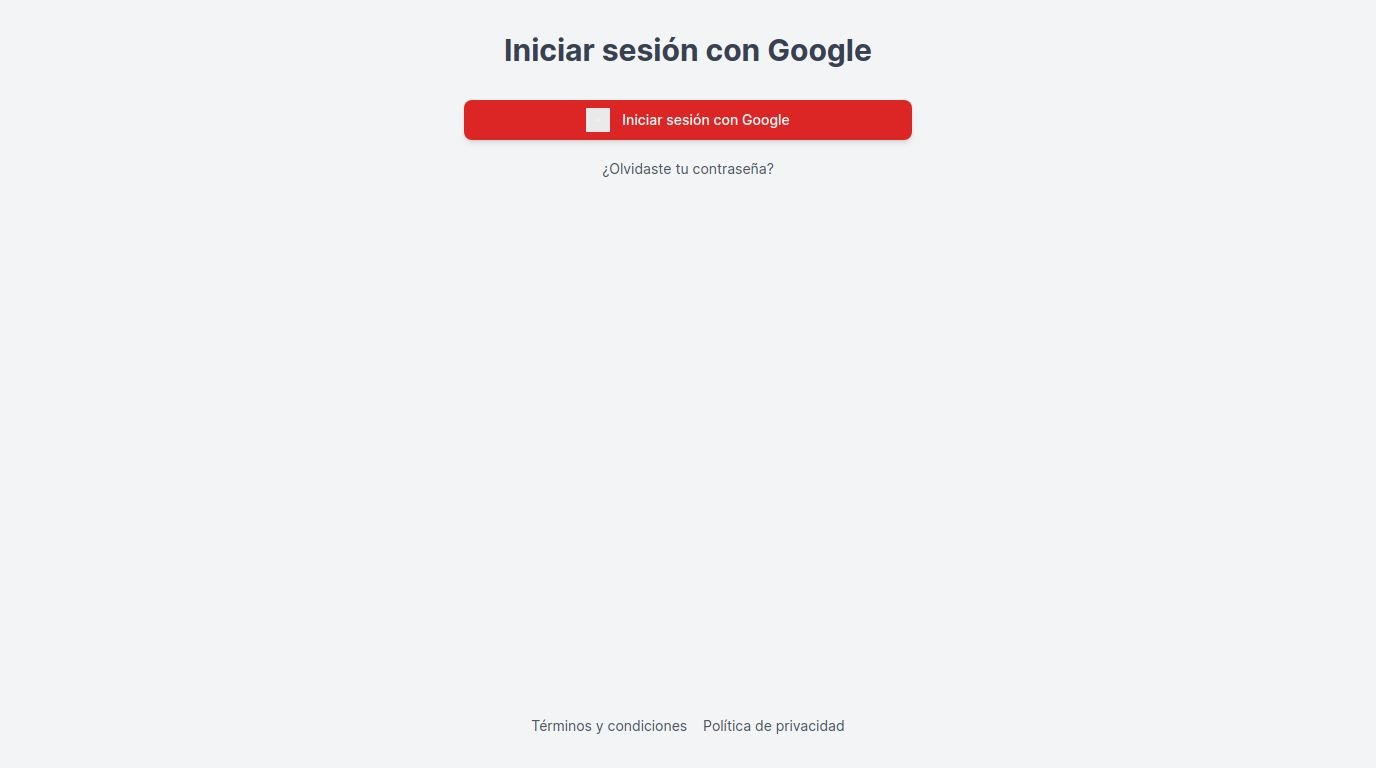 Iniciar sesión con Google
Iniciar sesión con Google
¿Olvidaste tu contraseña?
Términos y condiciones Política de privacidad